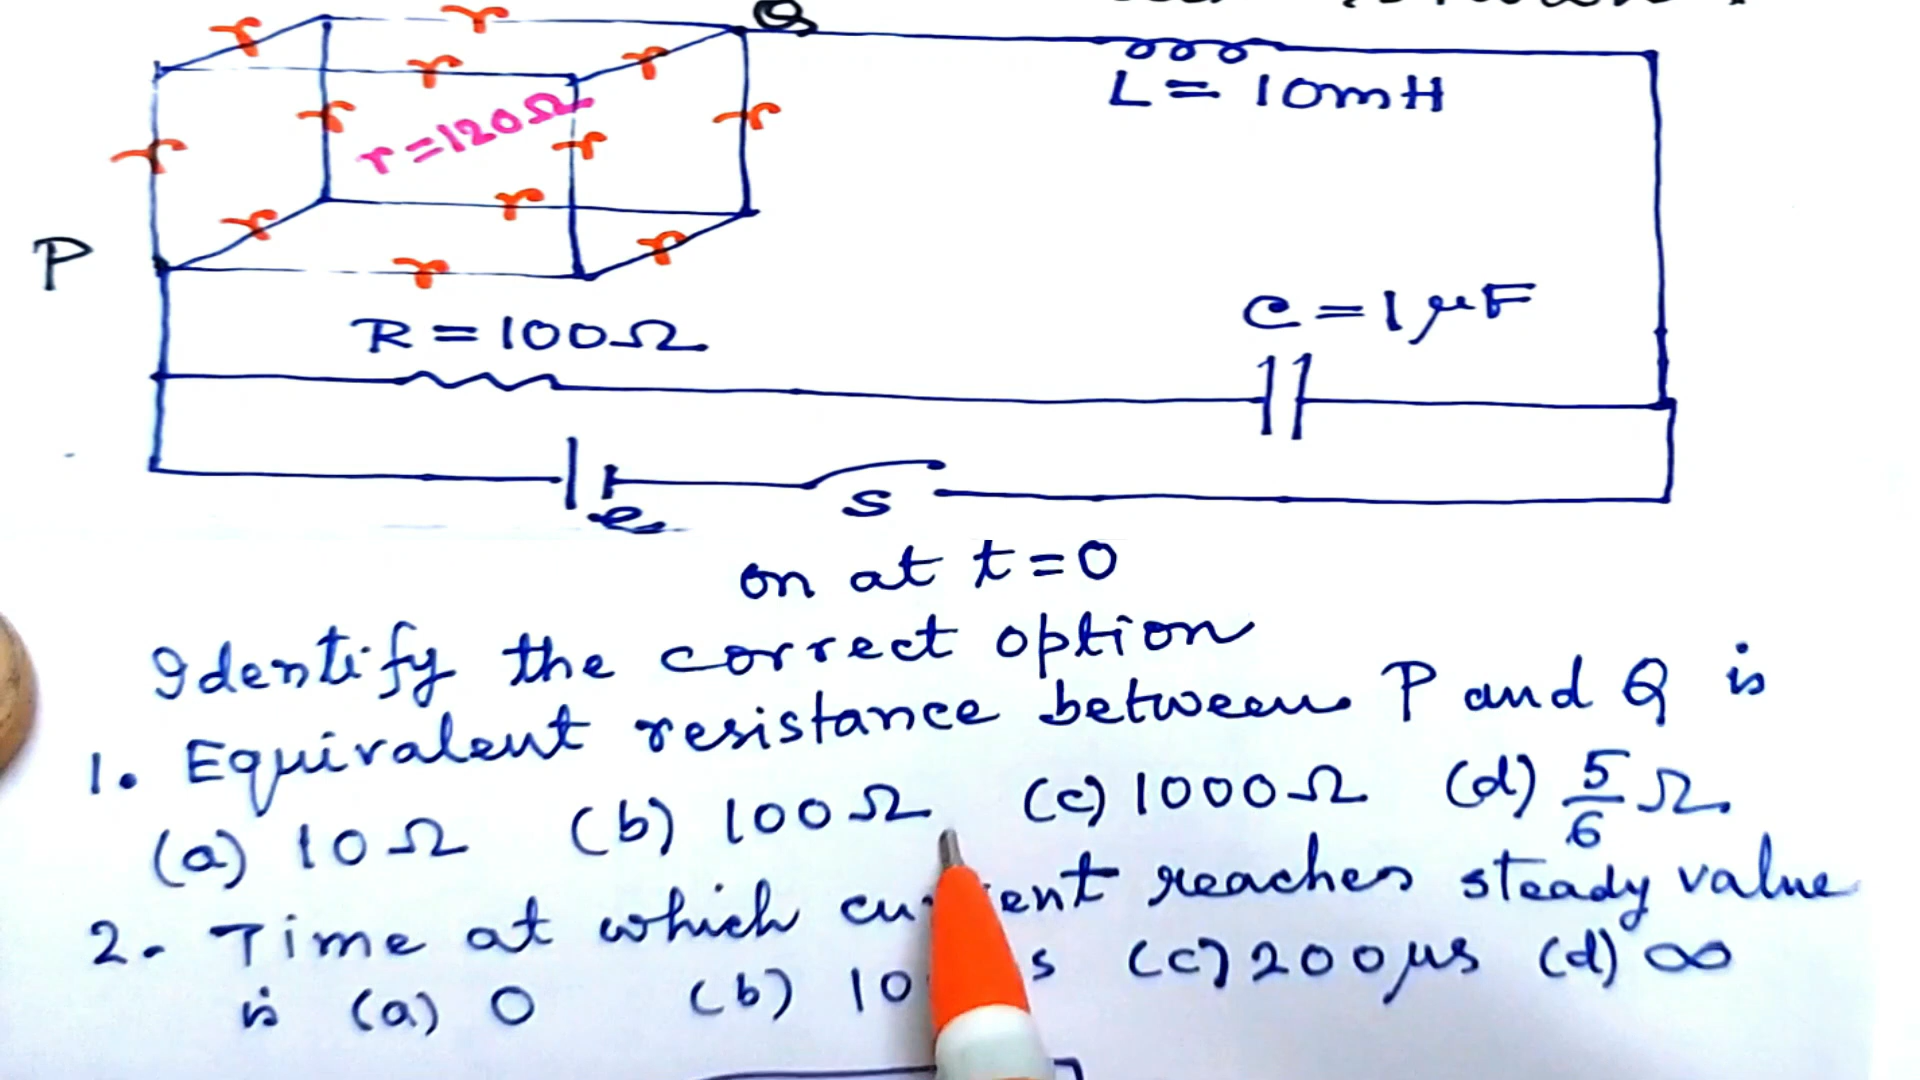 Q
r r r r r r r r r r r r
r = 120Ω
L = 10mH
P
R = 100Ω
C = 1μF
e
S
on at t = 0
Identify the correct option
1. Equivalent resistance between P and Q is
(a) 10Ω (b) 100Ω (c) 1000Ω (d) 5/6 Ω.
2. Time at which current reaches steady value
is (a) 0 (b) 10 s (c) 200μs (d) ∞